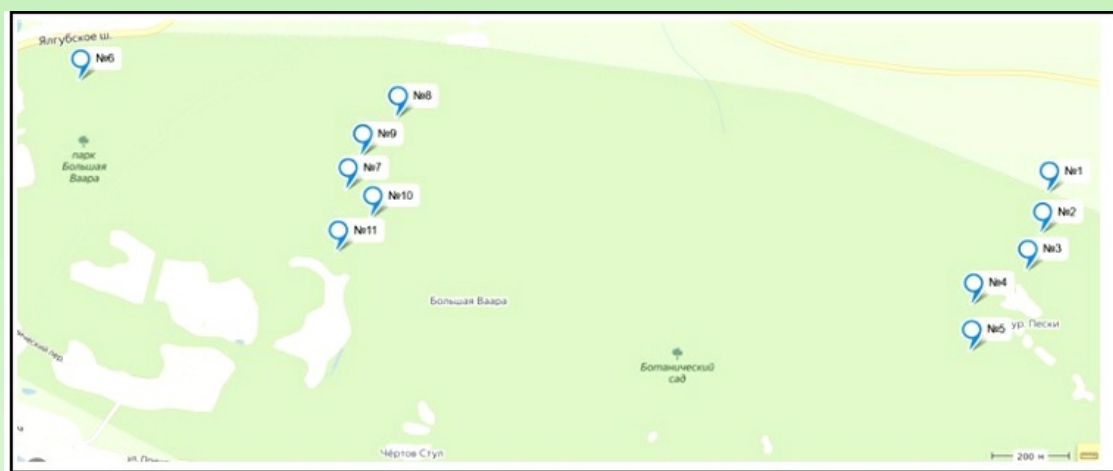 Ялгубское ш.
№6
№8
№9
парк
Большая
Ваара
№7
№1
№10
№2
№11
№3
№4
Большая Ваара
ур. Пески
№5
Ботанический
сад
Чёртов Стул
200 м